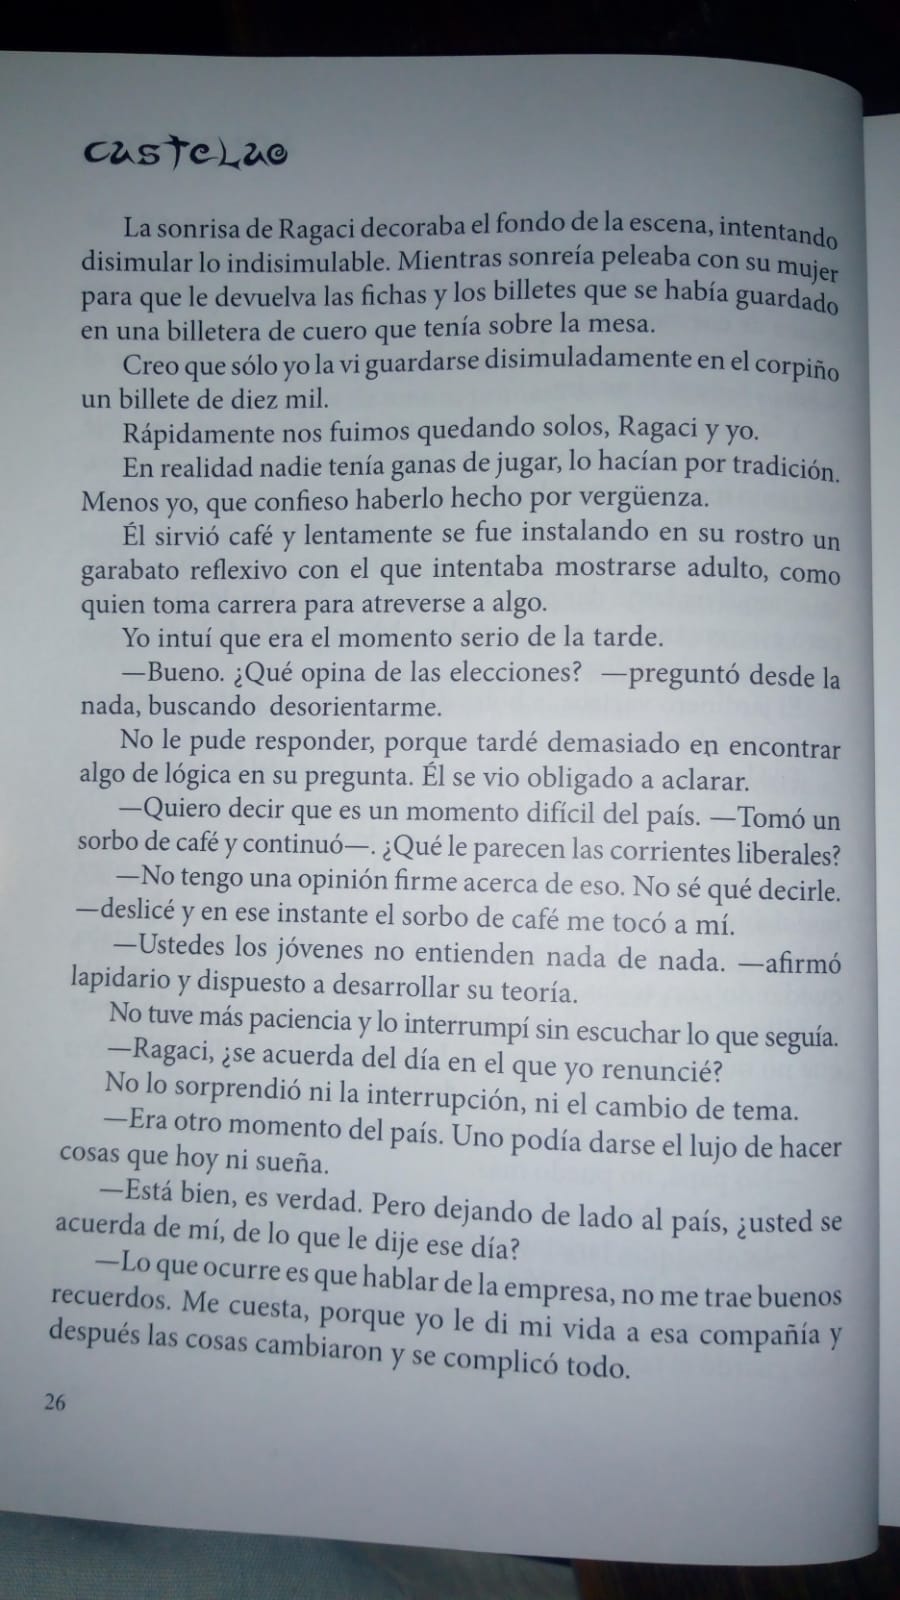 castelao
La sonrisa de Ragaci decoraba el fondo de la escena, intentando
disimular lo indisimulable. Mientras sonreía peleaba con su mujer
para que le devuelva las fichas y los billetes que se había guardado
en una billetera de cuero que tenía sobre la mesa.
Creo que sólo yo la vi guardarse disimuladamente en el corpiño
un billete de diez mil.
Rápidamente nos fuimos quedando solos, Ragaci y yo.
En realidad nadie tenía ganas de jugar, lo hacían por tradición.
Menos yo, que confieso haberlo hecho por vergüenza.
Él sirvió café y lentamente se fue instalando en su rostro un
garabato reflexivo con el que intentaba mostrarse adulto, como
quien toma carrera para atreverse a algo.
Yo intuí que era el momento serio de la tarde.
—Bueno. ¿Qué opina de las elecciones? —preguntó desde la
nada, buscando desorientarme.
No le pude responder, porque tardé demasiado en encontrar
algo de lógica en su pregunta. Él se vio obligado a aclarar.
—Quiero decir que es un momento difícil del país. —Tomó un
sorbo de café y continuó—. ¿Qué le parecen las corrientes liberales?
—No tengo una opinión firme acerca de eso. No sé qué decirle.
—deslicé y en ese instante el sorbo de café me tocó a mí.
—Ustedes los jóvenes no entienden nada de nada. —afirmó
lapidario y dispuesto a desarrollar su teoría.
No tuve más paciencia y lo interrumpí sin escuchar lo que seguía.
—Ragaci, ¿se acuerda del día en el que yo renuncié?
No lo sorprendió ni la interrupción, ni el cambio de tema.
—Era otro momento del país. Uno podía darse el lujo de hacer
cosas que hoy ni sueña.
—Está bien, es verdad. Pero dejando de lado al país, ¿usted se
acuerda de mí, de lo que le dije ese día?
—Lo que ocurre es que hablar de la empresa, no me trae buenos
recuerdos. Me cuesta, porque yo le di mi vida a esa compañía y
después las cosas cambiaron y se complicó todo.
26